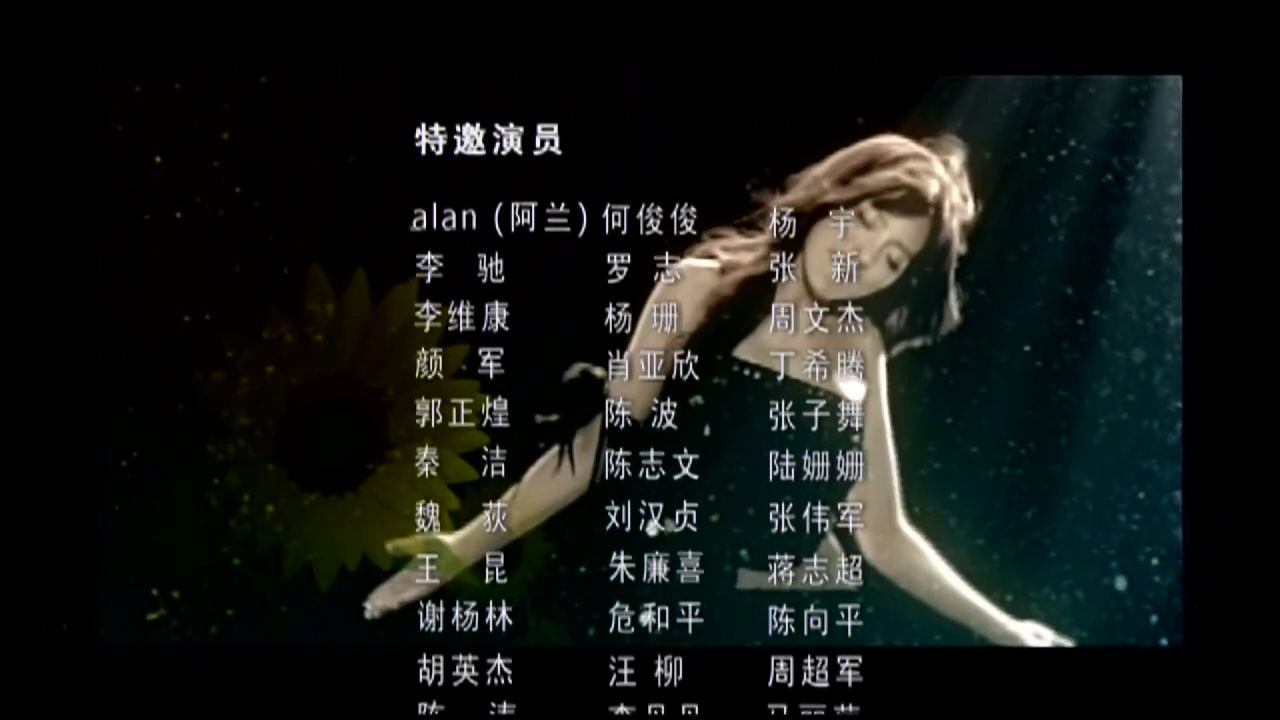 特邀演员
alan (阿兰) 何俊俊 杨 宇
李 驰 罗 志 张 新
李维康 杨 珊 周文杰
颜 军 肖亚欣 丁希腾
郭正煌 陈 波 张子舞
秦 洁 陈志文 陆姗姗
魏 荻 刘汉贞 张伟军
王 昆 朱廉喜 蒋志超
谢杨林 危和平 陈向平
胡英杰 汪 柳 周超军